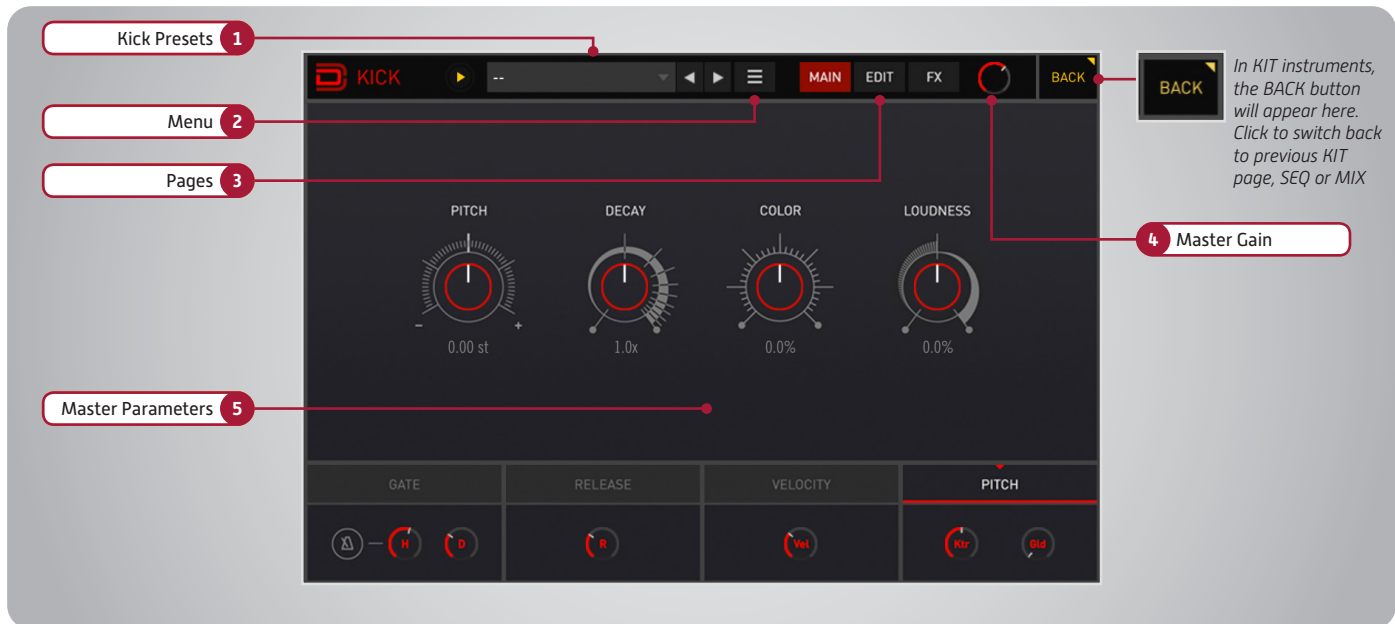 Kick Presets 1
Menu 2
Pages 3
Master Parameters 5
KICK
--
MAIN
EDIT
FX
BACK
BACK
In KIT instruments,
the BACK button
will appear here.
Click to switch back
to previous KIT
page, SEQ or MIX
4 Master Gain
PITCH
DECAY
COLOR
LOUDNESS
- +
0.00 st
1.0x
0.0%
0.0%
GATE
RELEASE
VELOCITY
PITCH
H
D
R
Vel
Ktr
Gld